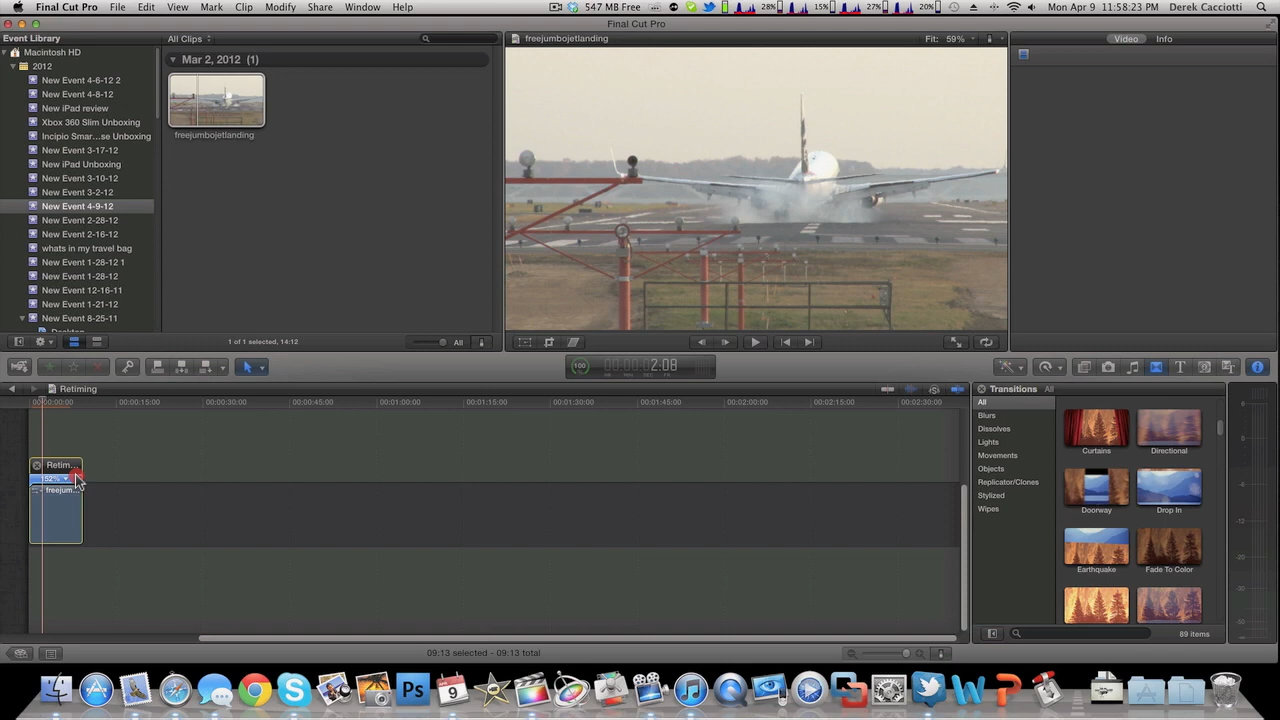 Final Cut Pro File Edit View Mark Clip Modify Share Window Help 547 MB Free 28% 15% 27% 20% Mon Apr 9 11:58:23 PM Derek Cacciotti
Final Cut Pro
Event Library All Clips freejumbojetlanding Fit: 59% Video Info
Macintosh HD
2012
New Event 4-6-12 2
New Event 4-8-12
New iPad review
Xbox 360 Slim Unboxing
Incipio Smar...se Unboxing
New Event 3-17-12
New iPad Unboxing
New Event 3-10-12
New Event 3-2-12
New Event 4-9-12
New Event 2-28-12
New Event 2-16-12
whats in my travel bag
New Event 1-28-12 1
New Event 1-28-12
New Event 12-16-11
New Event 1-21-12
New Event 8-25-11
Desktop
Mar 2, 2012 (1)
freejumbojetlanding
1 of 1 selected, 14:12
All
100 00:00:02:08
Retiming
00:00:00:00 00:00:15:00 00:00:30:00 00:00:45:00 00:01:00:00 00:01:15:00 00:01:30:00 00:01:45:00 00:02:00:00 00:02:15:00 00:02:30:00
Retim...
152%
freejum...
09:13 selected - 09:13 total
Transitions All
All
Blurs
Dissolves
Lights
Movements
Objects
Replicator/Clones
Stylized
Wipes
Curtains Directional
Doorway Drop In
Earthquake Fade To Color
89 items
9